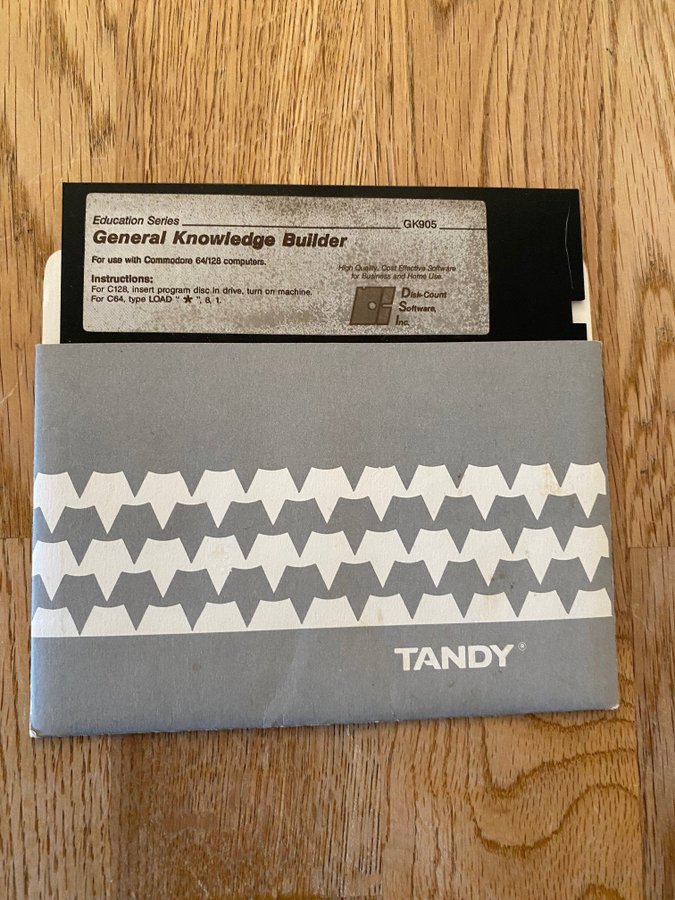 Education Series GK905
General Knowledge Builder
For use with Commodore 64/128 computers.
Instructions:
For C128, insert program disc in drive, turn on machine.
For C64, type LOAD " ★ ", 8, 1.
High Quality, Cost Effective Software
for Business and Home Use.
Disk-Count
Software,
Inc.
TANDY®